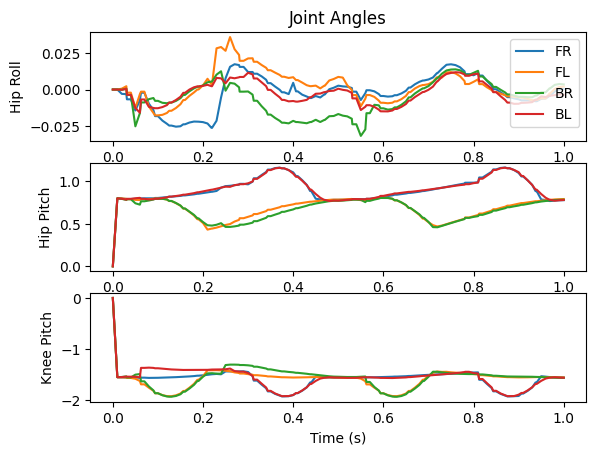 Joint Angles
Hip Roll
0.025
0.000
−0.025
FR
FL
BR
BL
0.0 0.2 0.4 0.6 0.8 1.0
Hip Pitch
1.0
0.5
0.0
0.0 0.2 0.4 0.6 0.8 1.0
Knee Pitch
0
−1
−2
0.0 0.2 0.4 0.6 0.8 1.0
Time (s)